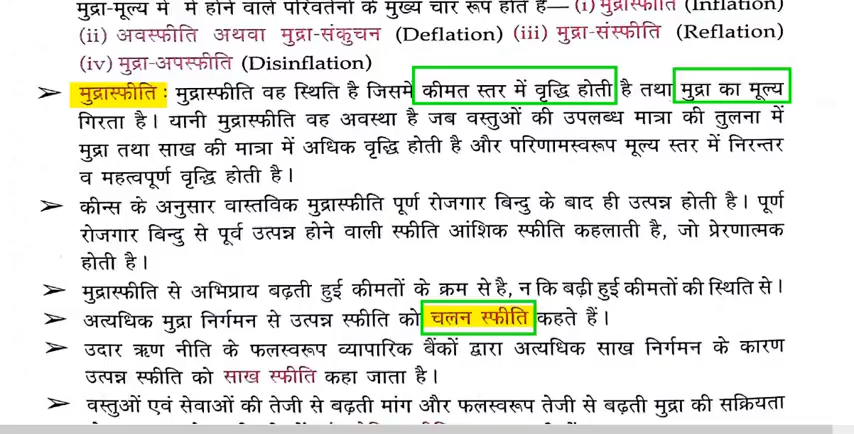 मुद्रा-मूल्य में में होने वाले परिवर्तनों के मुख्य चार रूप होते हैं— (i) मुद्रास्फीति (Inflation)
(ii) अवस्फीति अथवा मुद्रा-संकुचन (Deflation) (iii) मुद्रा-संस्फीति (Reflation)
(iv) मुद्रा-अपस्फीति (Disinflation)
➤ मुद्रास्फीति : मुद्रास्फीति वह स्थिति है जिसमें कीमत स्तर में वृद्धि होती है तथा मुद्रा का मूल्य
गिरता है। यानी मुद्रास्फीति वह अवस्था है जब वस्तुओं की उपलब्ध मात्रा की तुलना में
मुद्रा तथा साख की मात्रा में अधिक वृद्धि होती है और परिणामस्वरूप मूल्य स्तर में निरन्तर
व महत्वपूर्ण वृद्धि होती है।
➤ कीन्स के अनुसार वास्तविक मुद्रास्फीति पूर्ण रोजगार बिन्दु के बाद ही उत्पन्न होती है। पूर्ण
रोजगार बिन्दु से पूर्व उत्पन्न होने वाली स्फीति आंशिक स्फीति कहलाता है, जो प्रेरणात्मक
होती है।
➤ मुद्रास्फीति से अभिप्राय बढ़ती हुई कीमतों के क्रम से है, न कि बढ़ी हुई कीमतों की स्थिति से।
➤ अत्यधिक मुद्रा निर्गमन से उत्पन्न स्फीति को चलन स्फीति कहते हैं।
➤ उदार ऋण नीति के फलस्वरूप व्यापारिक बैंकों द्वारा अत्यधिक साख निर्गमन के कारण
उत्पन्न स्फीति को साख स्फीति कहा जाता है।
➤ वस्तुओं एवं सेवाओं की तेजी से बढ़ती मांग और फलस्वरूप तेजी से बढ़ती मुद्रा की सक्रियता